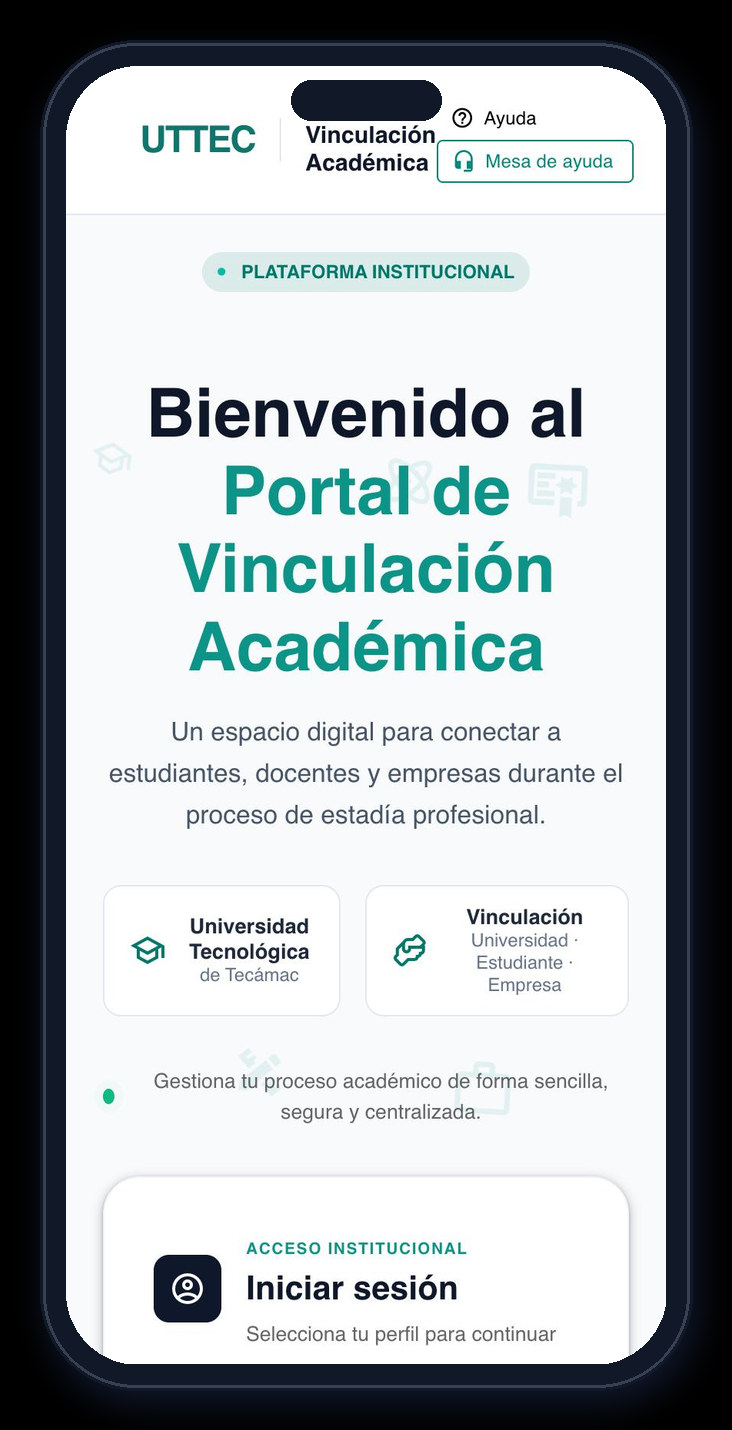 UTTEC
Vinculación
Académica
Ayuda
Mesa de ayuda
PLATAFORMA INSTITUCIONAL
Bienvenido al
Portal de
Vinculación
Académica
Un espacio digital para conectar a
estudiantes, docentes y empresas durante el
proceso de estadía profesional.
Universidad
Tecnológica
de Tecámac
Vinculación
Universidad ·
Estudiante ·
Empresa
Gestiona tu proceso académico de forma sencilla,
segura y centralizada.
ACCESO INSTITUCIONAL
Iniciar sesión
Selecciona tu perfil para continuar